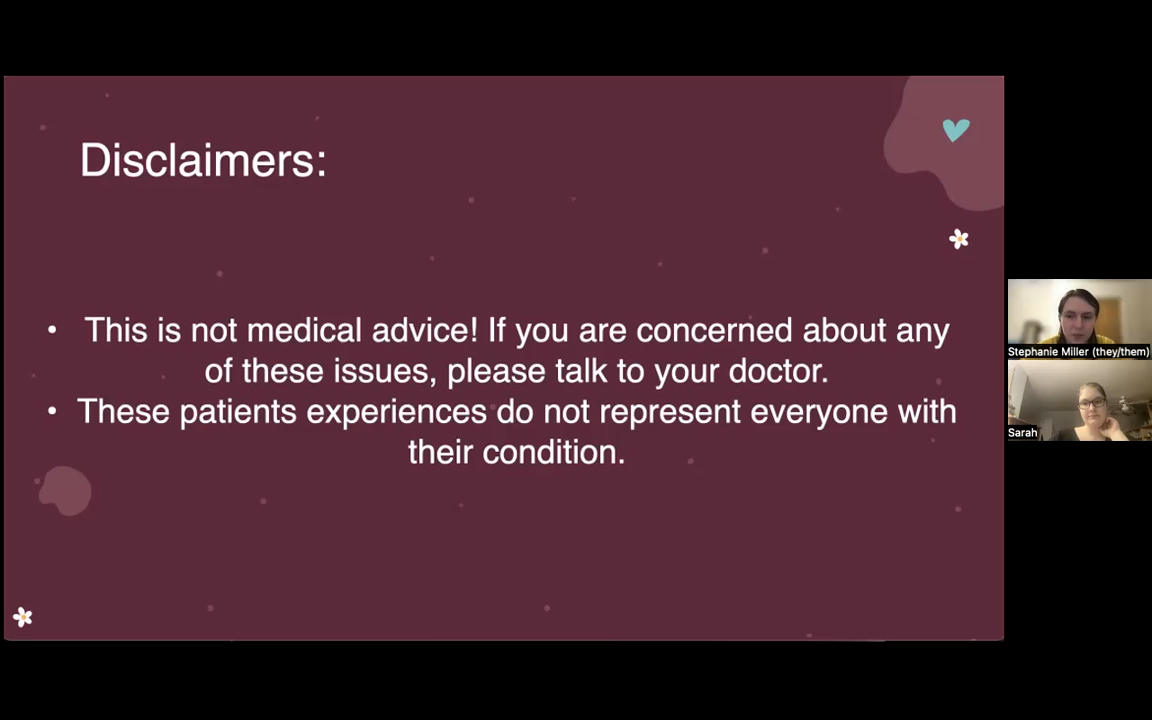 Disclaimers:
• This is not medical advice! If you are concerned about any
of these issues, please talk to your doctor.
• These patients experiences do not represent everyone with
their condition.
Stephanie Miller (they/them)
Sarah